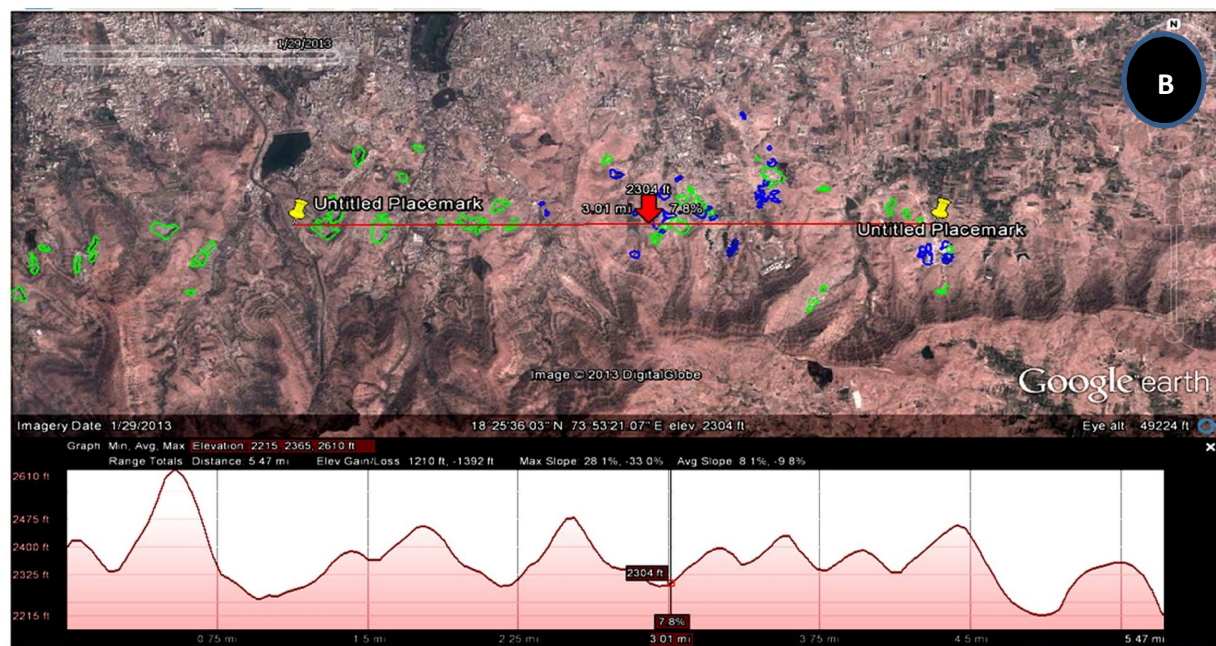 1/29/2013
N
B
Untitled Placemark
2304 ft
3.01 mi 7.8%
Untitled Placemark
Image © 2013 DigitalGlobe
Google earth
Imagery Date 1/29/2013 18°25'36.03" N 73°53'21.07" E elev 2304 ft Eye alt 49224 ft
Graph: Min, Avg, Max Elevation: 2215, 2365, 2610 ft
Range Totals: Distance: 5.47 mi Elev Gain/Loss: 1210 ft, -1392 ft Max Slope: 28.1%, -33.0% Avg Slope: 8.1%, -9.8%
2610 ft
2475 ft
2400 ft
2325 ft
2215 ft
2304 ft
7.8%
0.75 mi 1.5 mi 2.25 mi 3.01 mi 3.75 mi 4.5 mi 5.47 mi